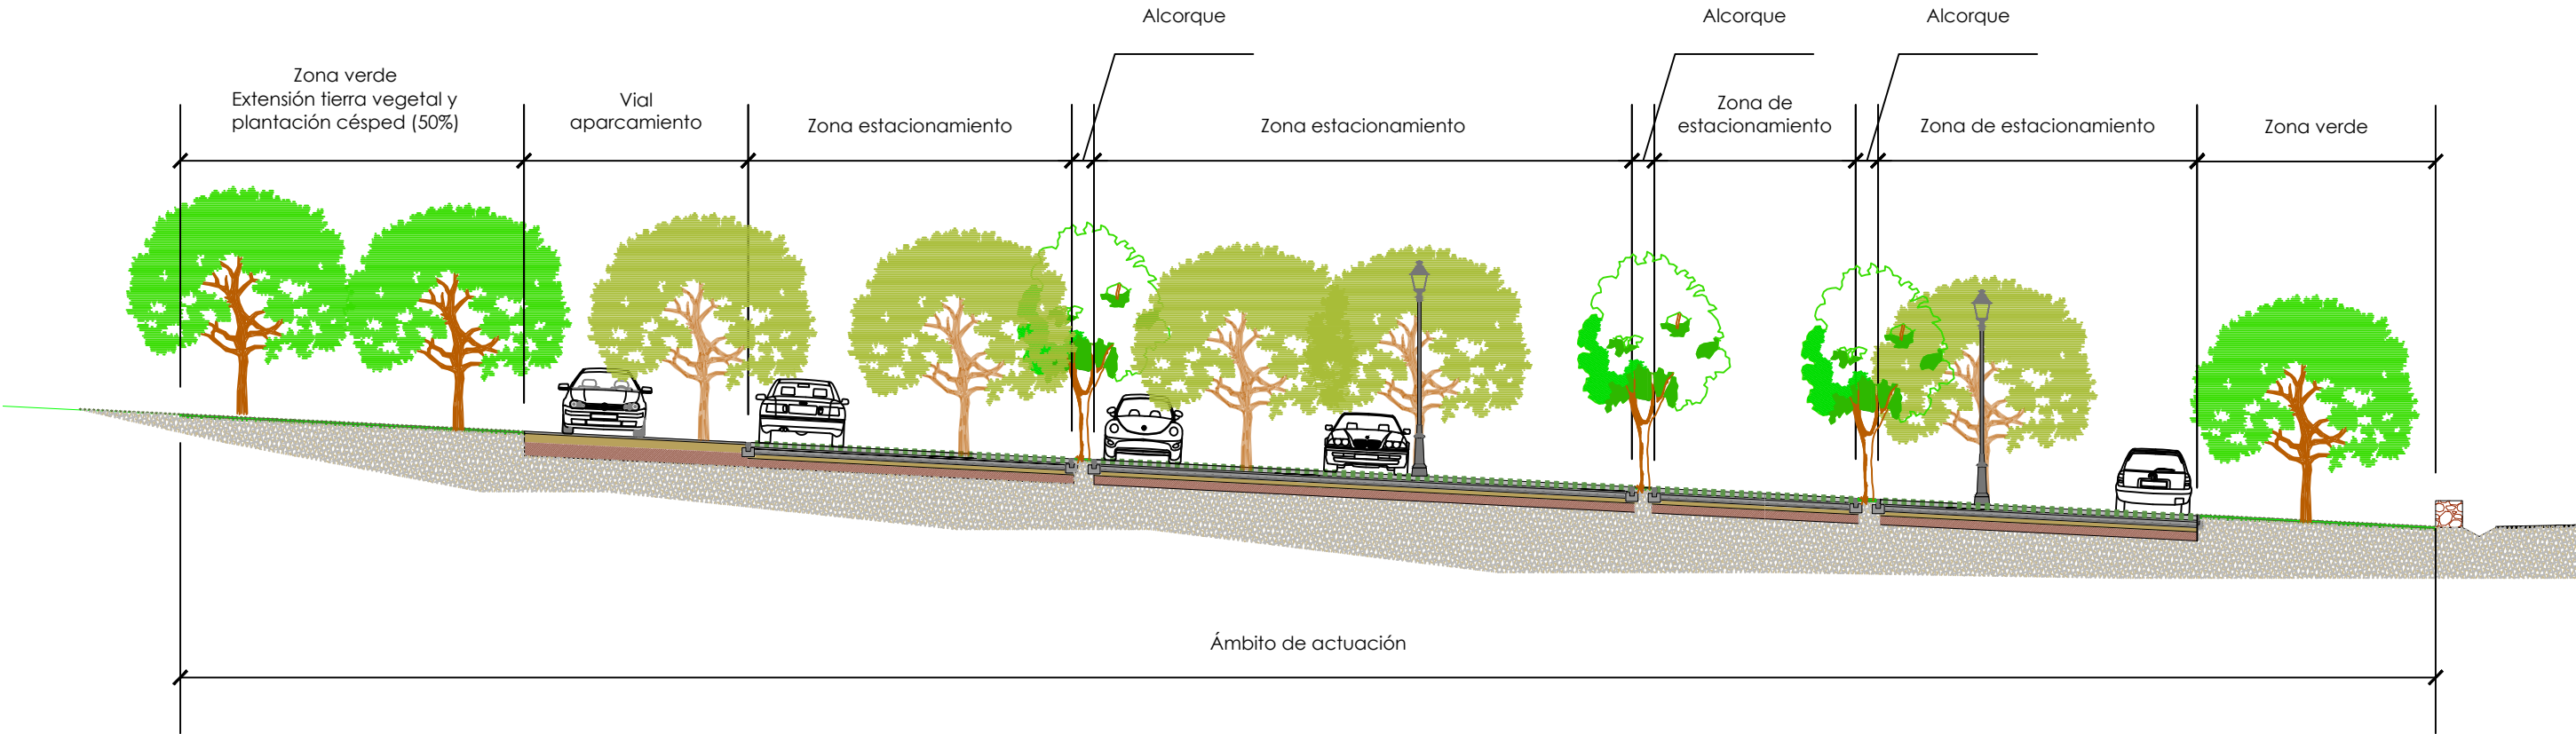 Alcorque
Alcorque
Alcorque
Zona verde
Extensión tierra vegetal y
plantación césped (50%)
Vial
aparcamiento
Zona estacionamiento
Zona estacionamiento
Zona de
estacionamiento
Zona de estacionamiento
Zona verde
Ámbito de actuación